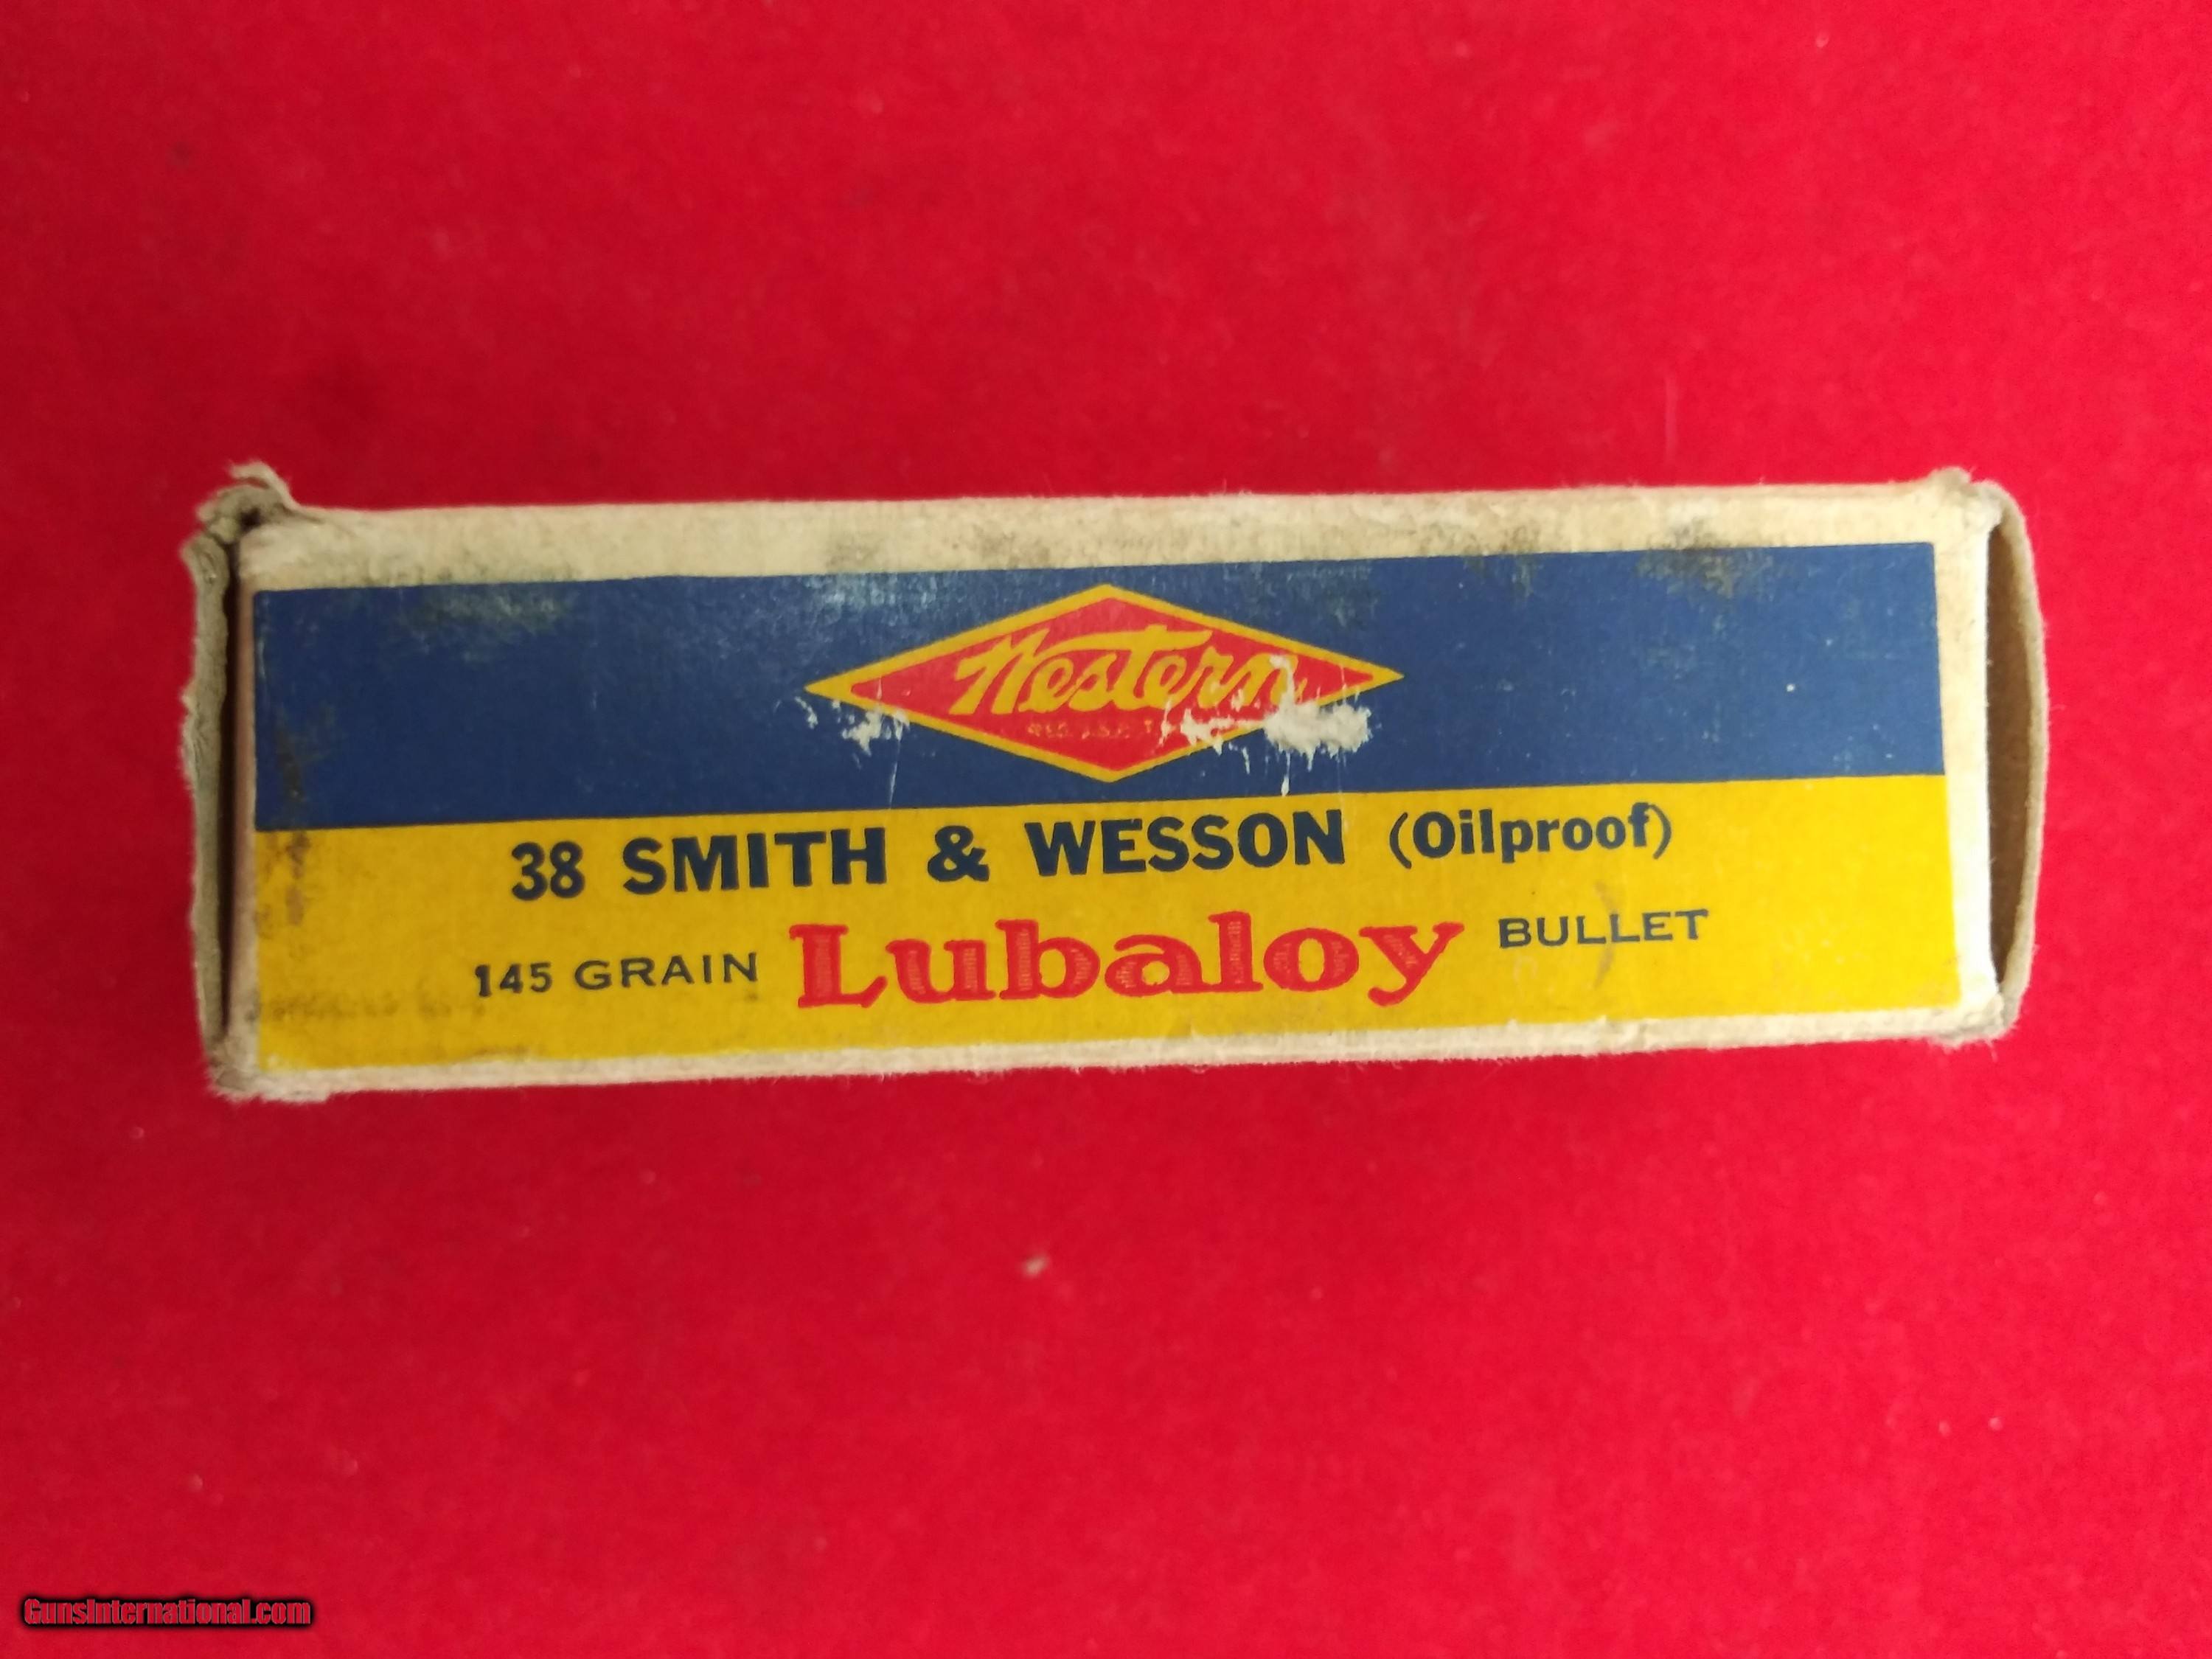 Western
38 SMITH & WESSON (Oilproof)
145 GRAIN Lubaloy BULLET
GunsInternational.com